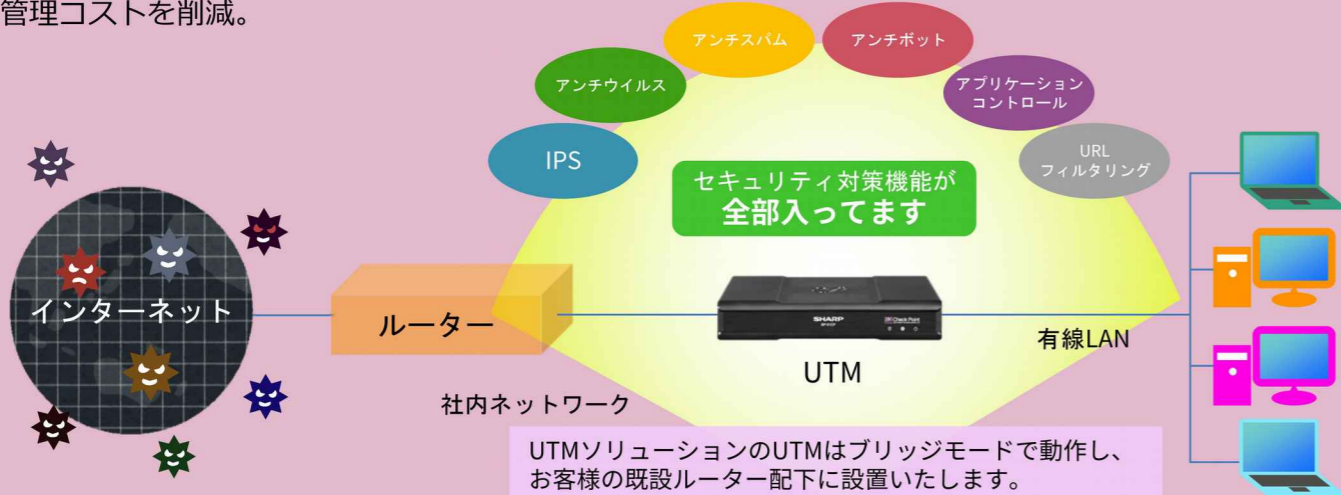 管理コストを削減。
アンチスパム
アンチボット
アンチウイルス
アプリケーション
コントロール
IPS
URL
フィルタリング
セキュリティ対策機能が
全部入ってます
インターネット
ルーター
SHARP
Check Point
有線LAN
UTM
社内ネットワーク
UTMソリューションのUTMはブリッジモードで動作し、
お客様の既設ルーター配下に設置いたします。